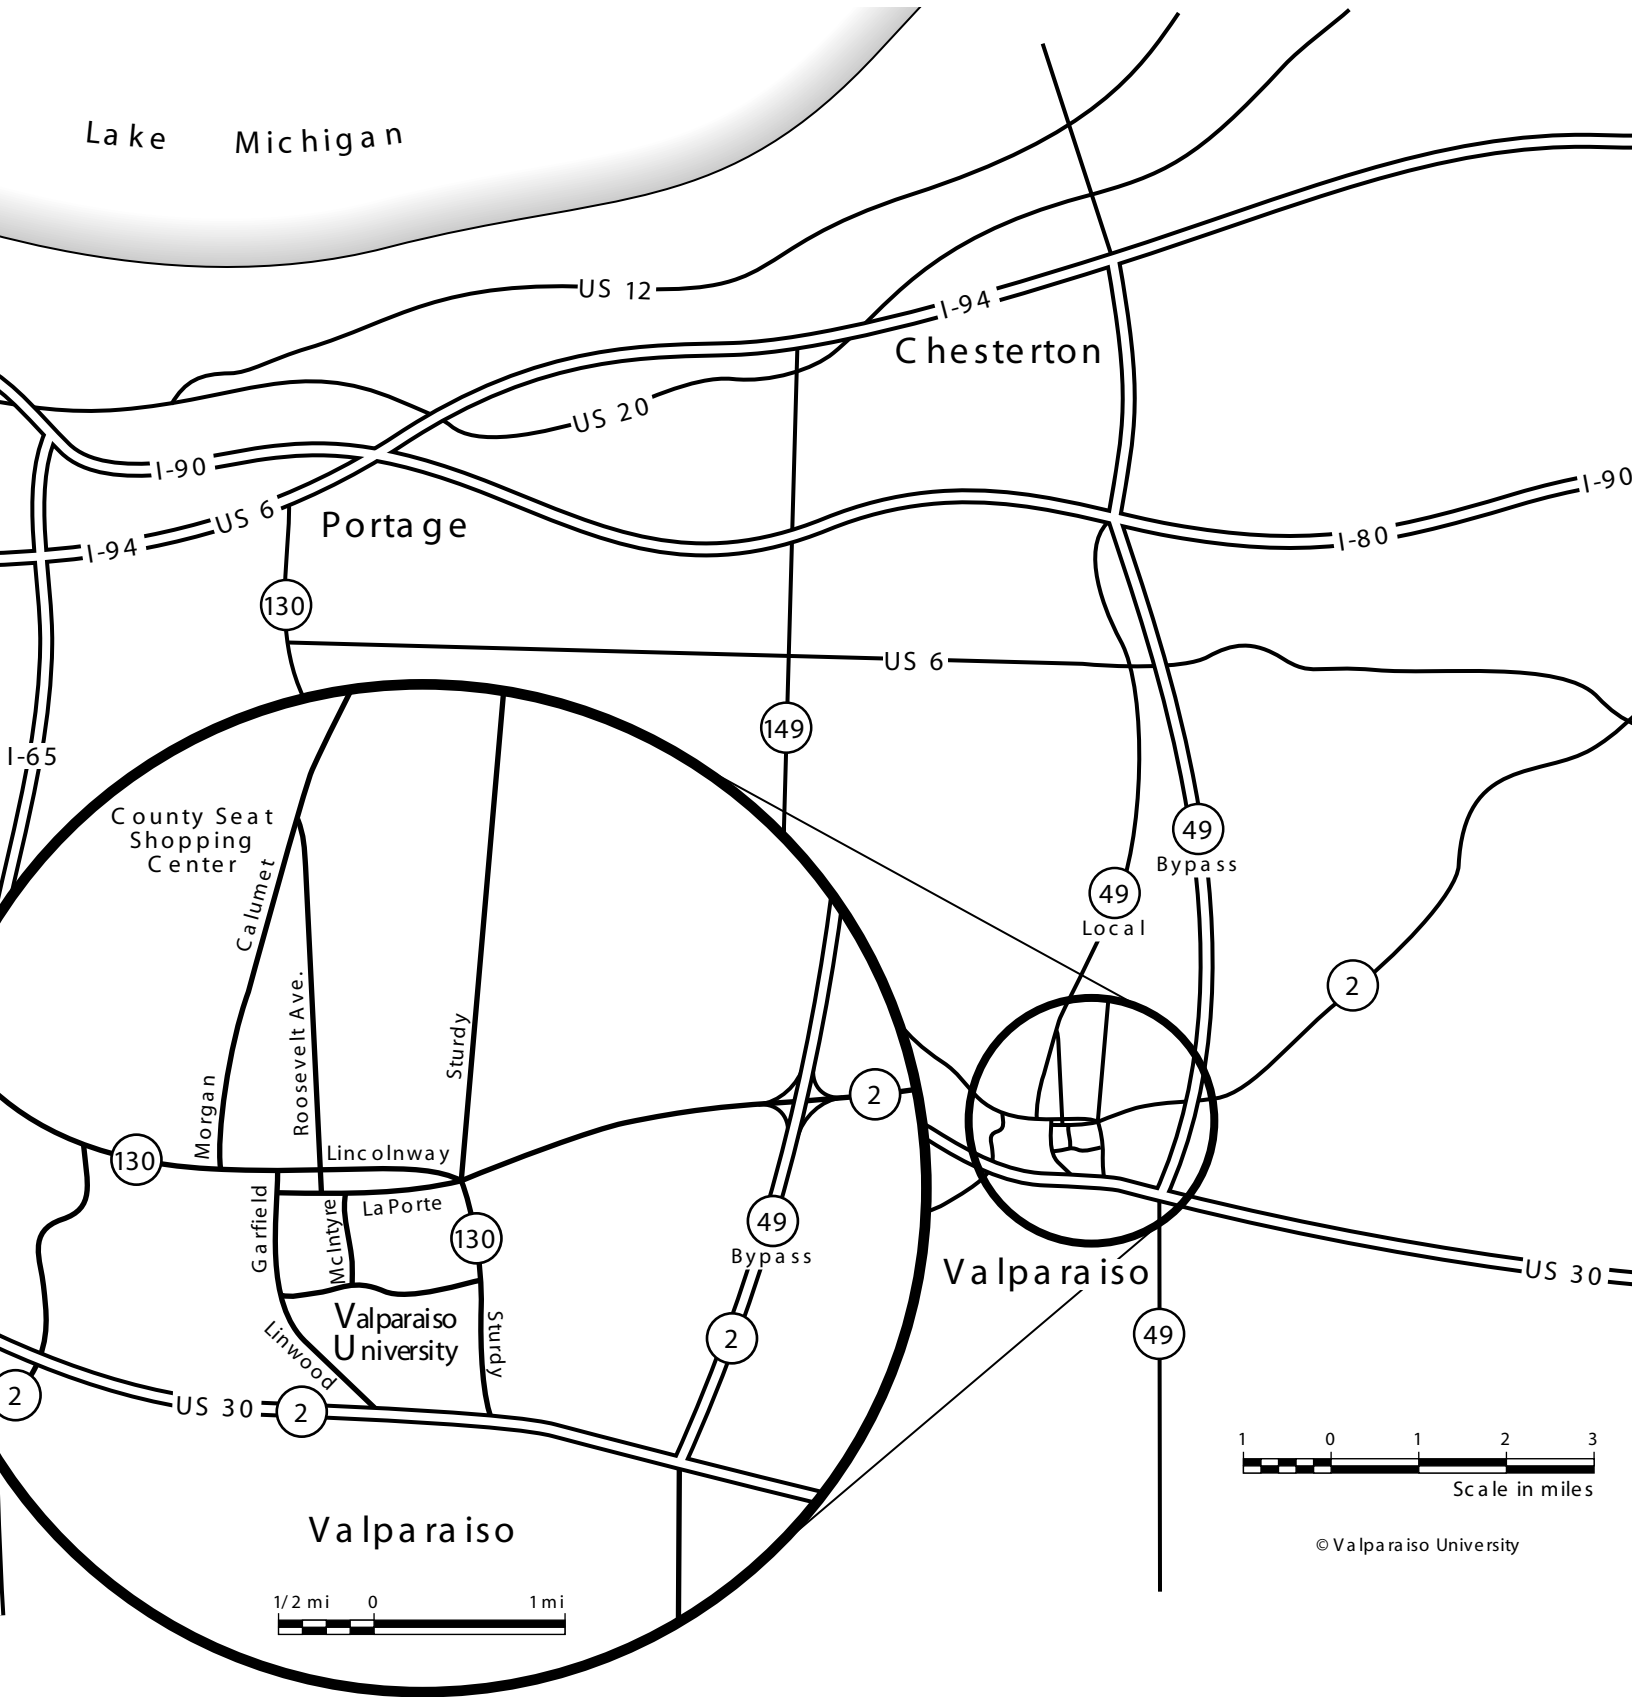 Lake Michigan
US 12
I-94
Chesterton
US 20
I-90
I-90
US 6
Portage
I-94
I-80
130
US 6
149
I-65
County Seat
Shopping
Center
49
Bypass
Calumet
49
Local
2
Roosevelt Ave.
Sturdy
Morgan
2
130
Lincolnway
Garfield
McIntyre
La Porte
130
49
Bypass
Valparaiso
US 30
Valparaiso
University
Linwood
Sturdy
2
49
2
US 30
2
1 0 1 2 3
Scale in miles
Valparaiso
© Valparaiso University
1/2 mi 0 1 mi